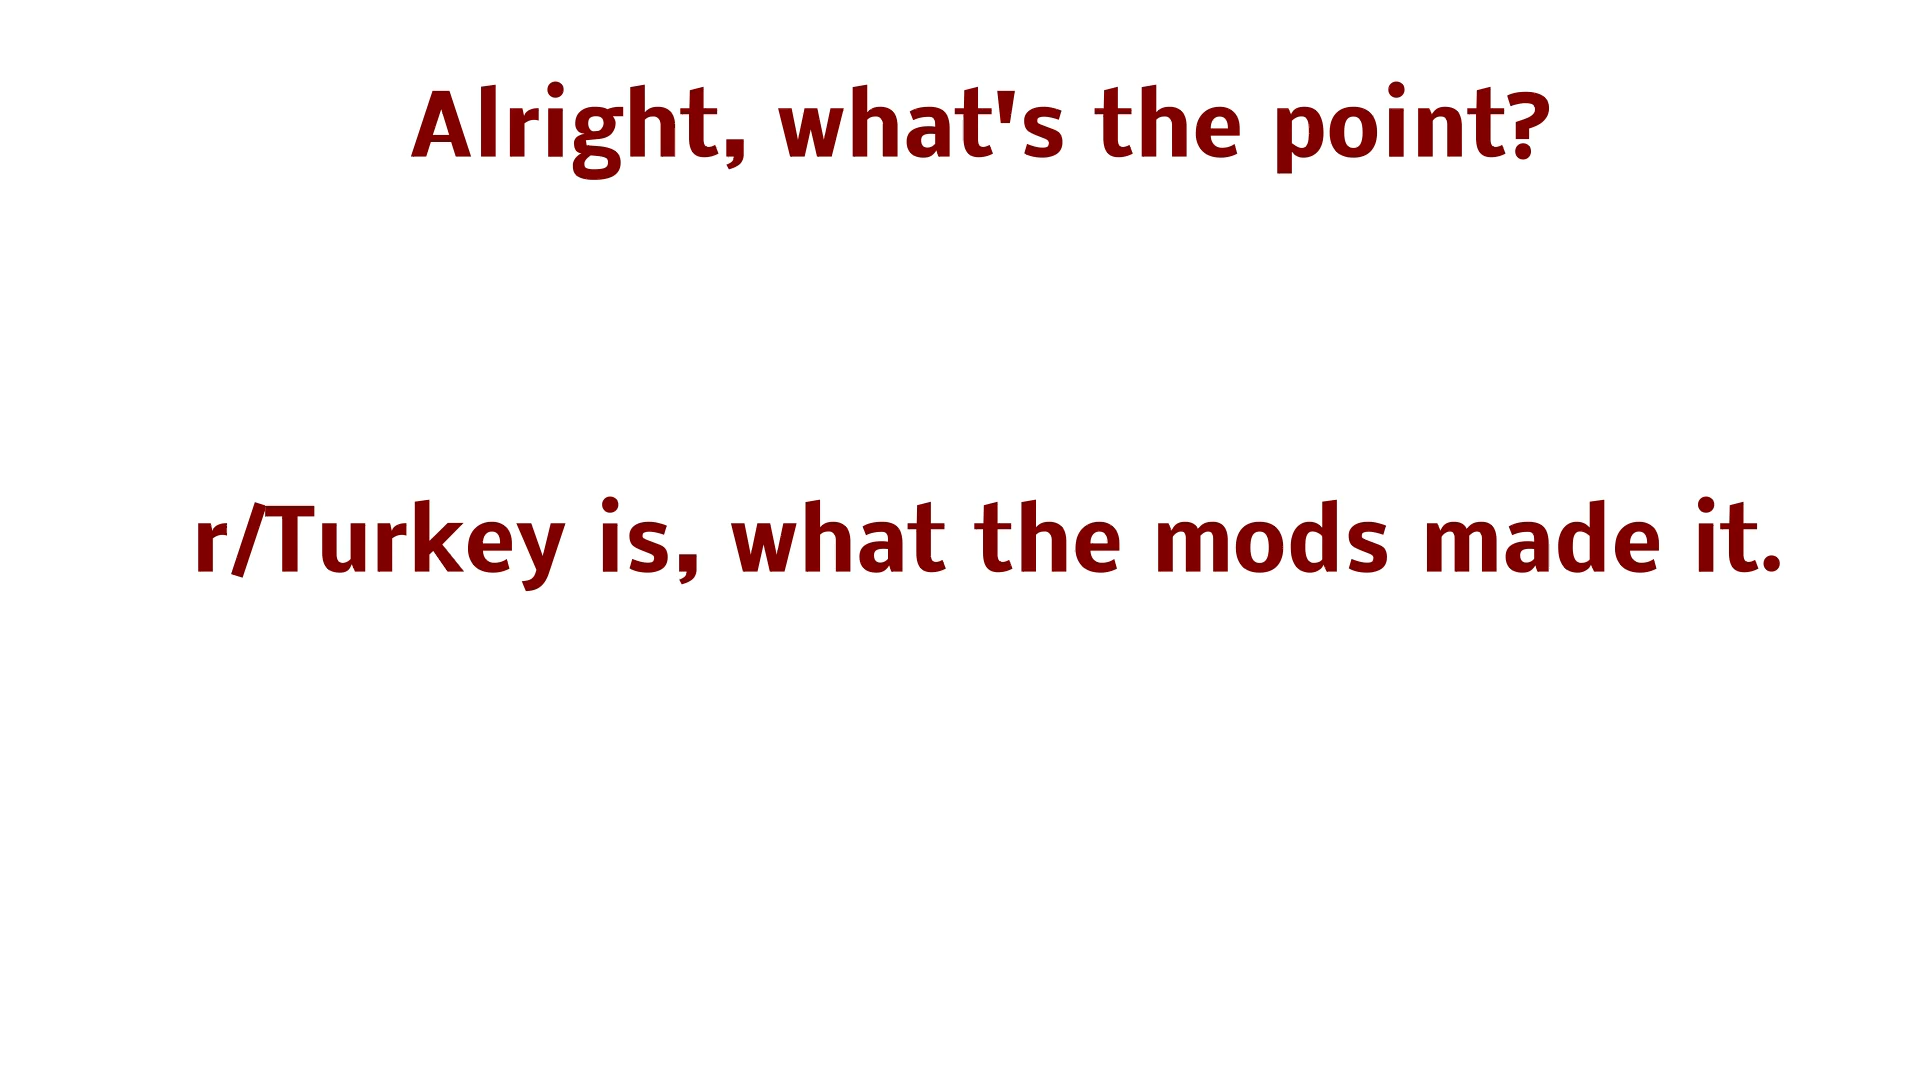 Alright, what's the point?
r/Turkey is, what the mods made it.